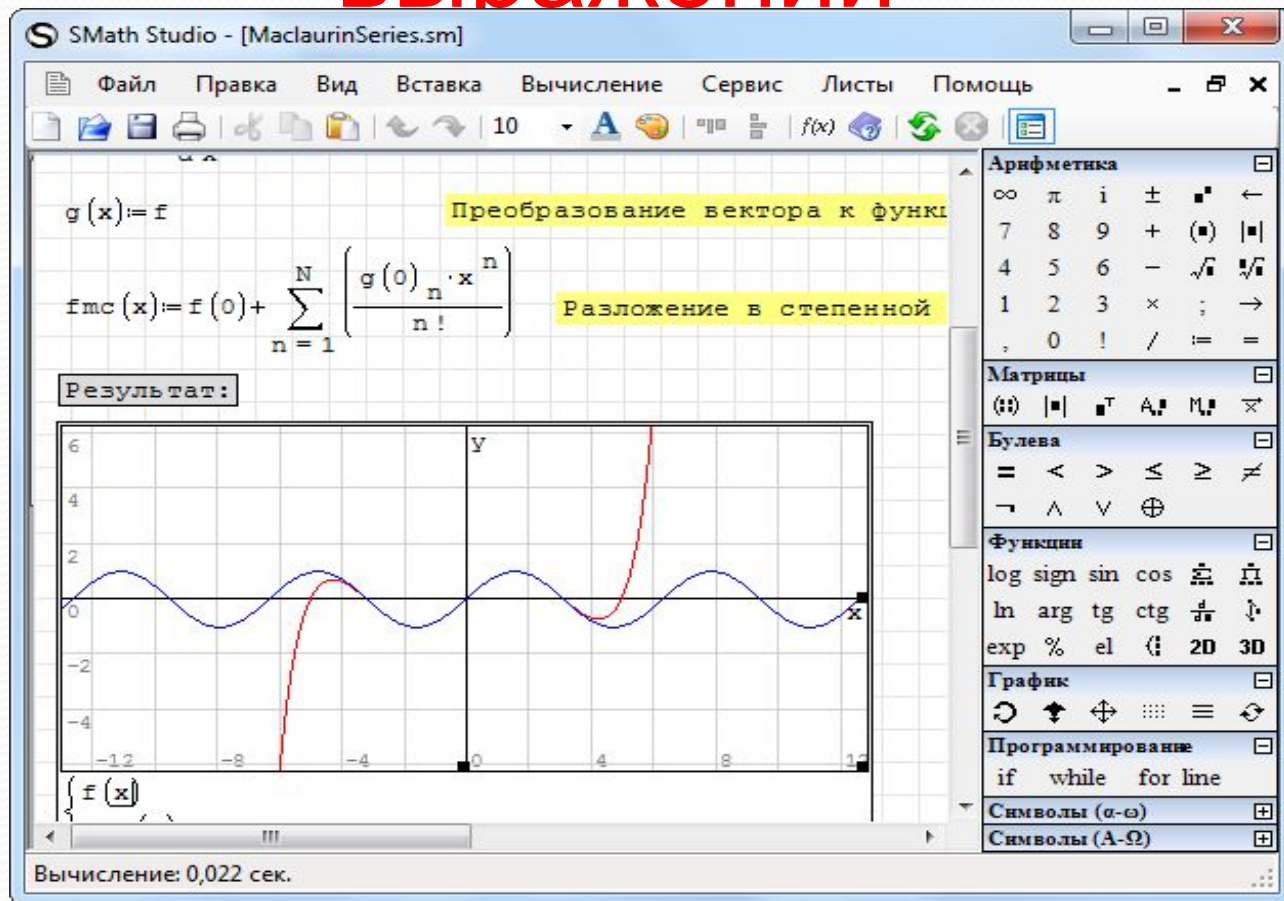 выражений
SMath Studio - [MaclaurinSeries.sm]
Файл Правка Вид Вставка Вычисление Сервис Листы Помощь
10 A f(x)
g(x):= f
Преобразование вектора к функц
fmc(x):= f(0)+ N ∑ n = 1 (g(0) n · x^n / n!)
Разложение в степенной
Результат:
y
6
4
2
0
-2
-4
-12 -8 -4 0 4 8 12
x
f(x)
Арифметика
∞ π i ± ←
7 8 9 + (▪) |▪|
4 5 6 −
1 2 3 × ; →
, 0 ! / := =
Матрицы
|▪| ▪T A M
Булева
= < > ≤ ≥ ≠
¬ ∧ ∨ ⊕
Функции
log sign sin cos
ln arg tg ctg
exp % el 2D 3D
График
Программирование
if while for line
Символы (α-ω)
Символы (Α-Ω)
Вычисление: 0,022 сек.